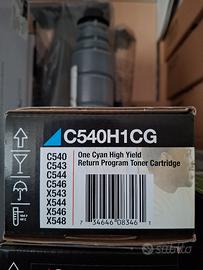 C540H1CG
C540
C543
C544
C546
X543
X544
X546
X548
One Cyan High Yield
Return Program Toner Cartridge
7 34646 08346 1
subito